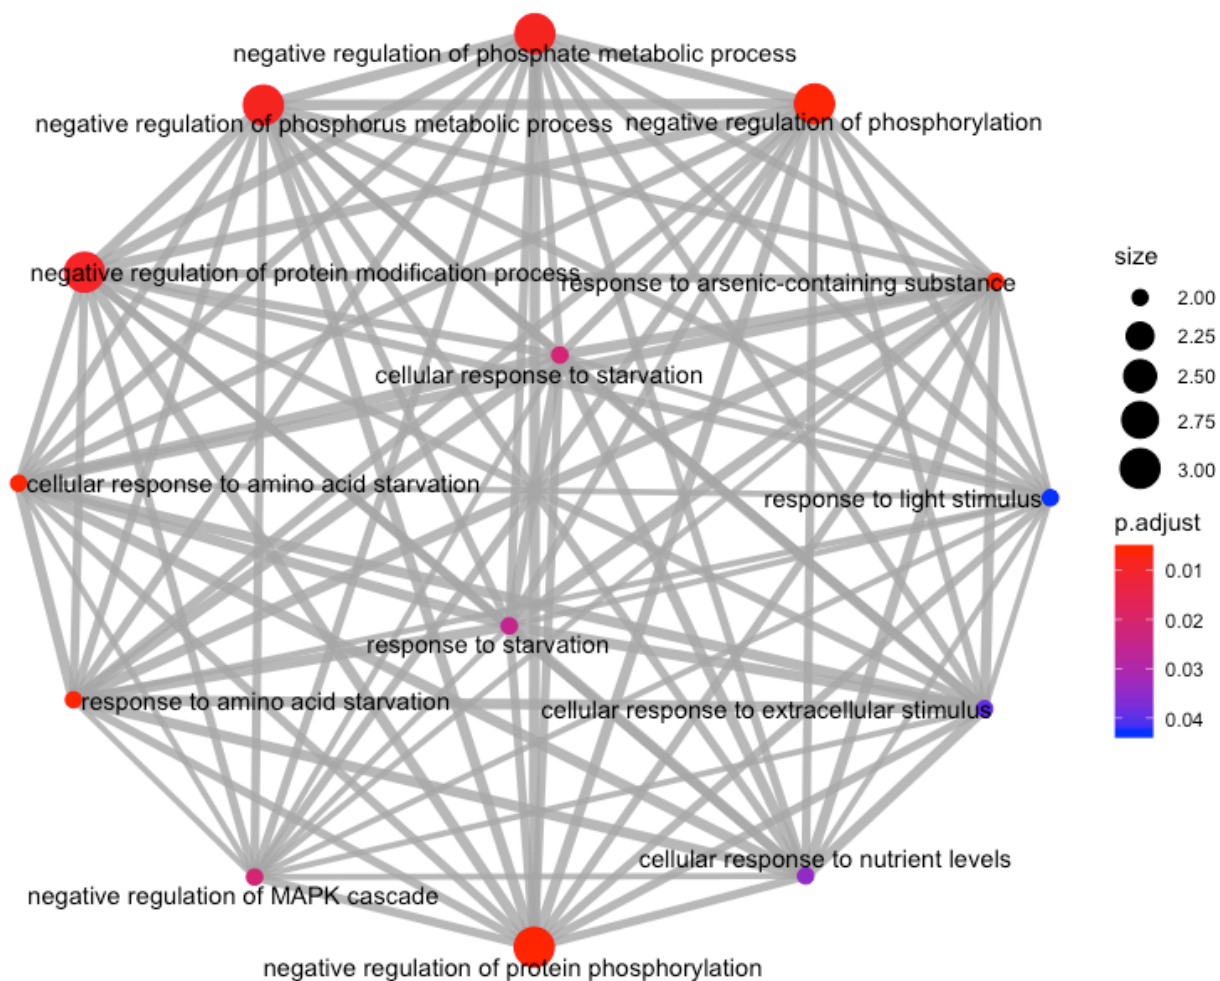 negative regulation of phosphate metabolic process
negative regulation of phosphorus metabolic process
negative regulation of phosphorylation
negative regulation of protein modification process
response to arsenic-containing substance
cellular response to starvation
cellular response to amino acid starvation
response to light stimulus
response to starvation
response to amino acid starvation
cellular response to extracellular stimulus
cellular response to nutrient levels
negative regulation of MAPK cascade
negative regulation of protein phosphorylation
size
2.00
2.25
2.50
2.75
3.00
p.adjust
0.01
0.02
0.03
0.04